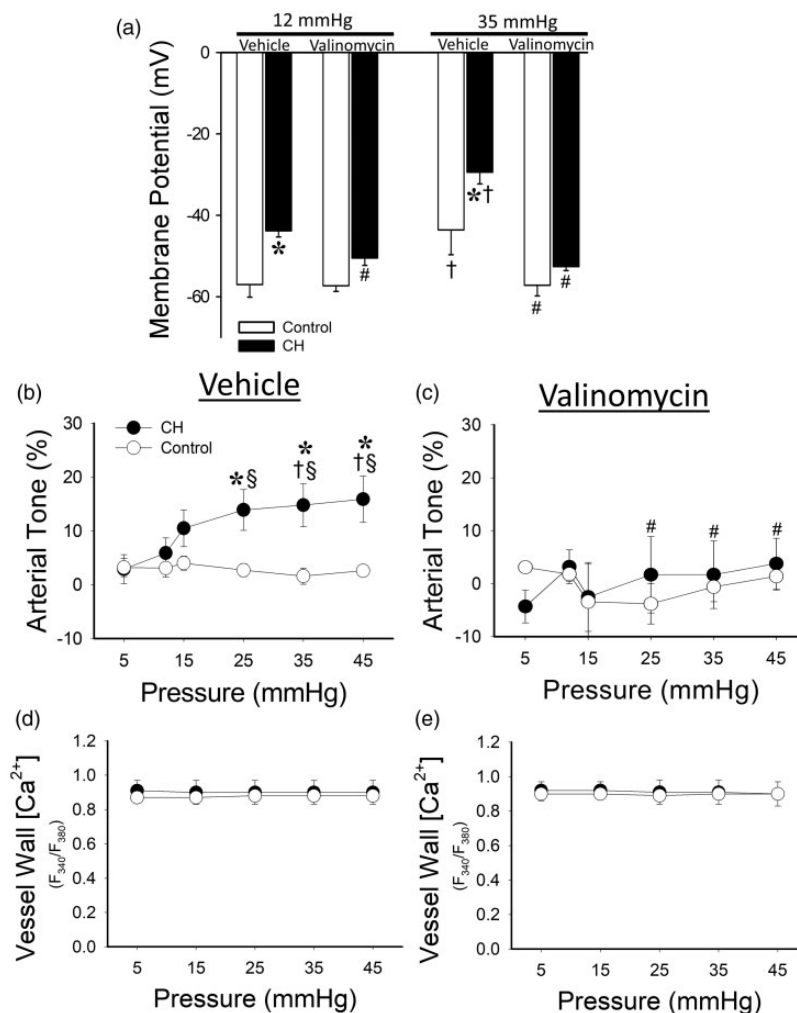 (a)
12 mmHg 35 mmHg
Vehicle Valinomycin Vehicle Valinomycin
Membrane Potential (mV)
0
-20
-40
-60
* # *† † # #
Control
CH
(b) Vehicle
Arterial Tone (%)
30
20
10
0
-10
CH
Control
*§ *†§ *†§
5 15 25 35 45
Pressure (mmHg)
(c) Valinomycin
Arterial Tone (%)
30
20
10
0
-10
# # #
5 15 25 35 45
Pressure (mmHg)
(d)
Vessel Wall [Ca²⁺]
(F₃₄₀/F₃₈₀)
1.2
1.0
0.8
0.6
0.4
0.2
0.0
5 15 25 35 45
Pressure (mmHg)
(e)
Vessel Wall [Ca²⁺]
(F₃₄₀/F₃₈₀)
1.2
1.0
0.8
0.6
0.4
0.2
0.0
5 15 25 35 45
Pressure (mmHg)